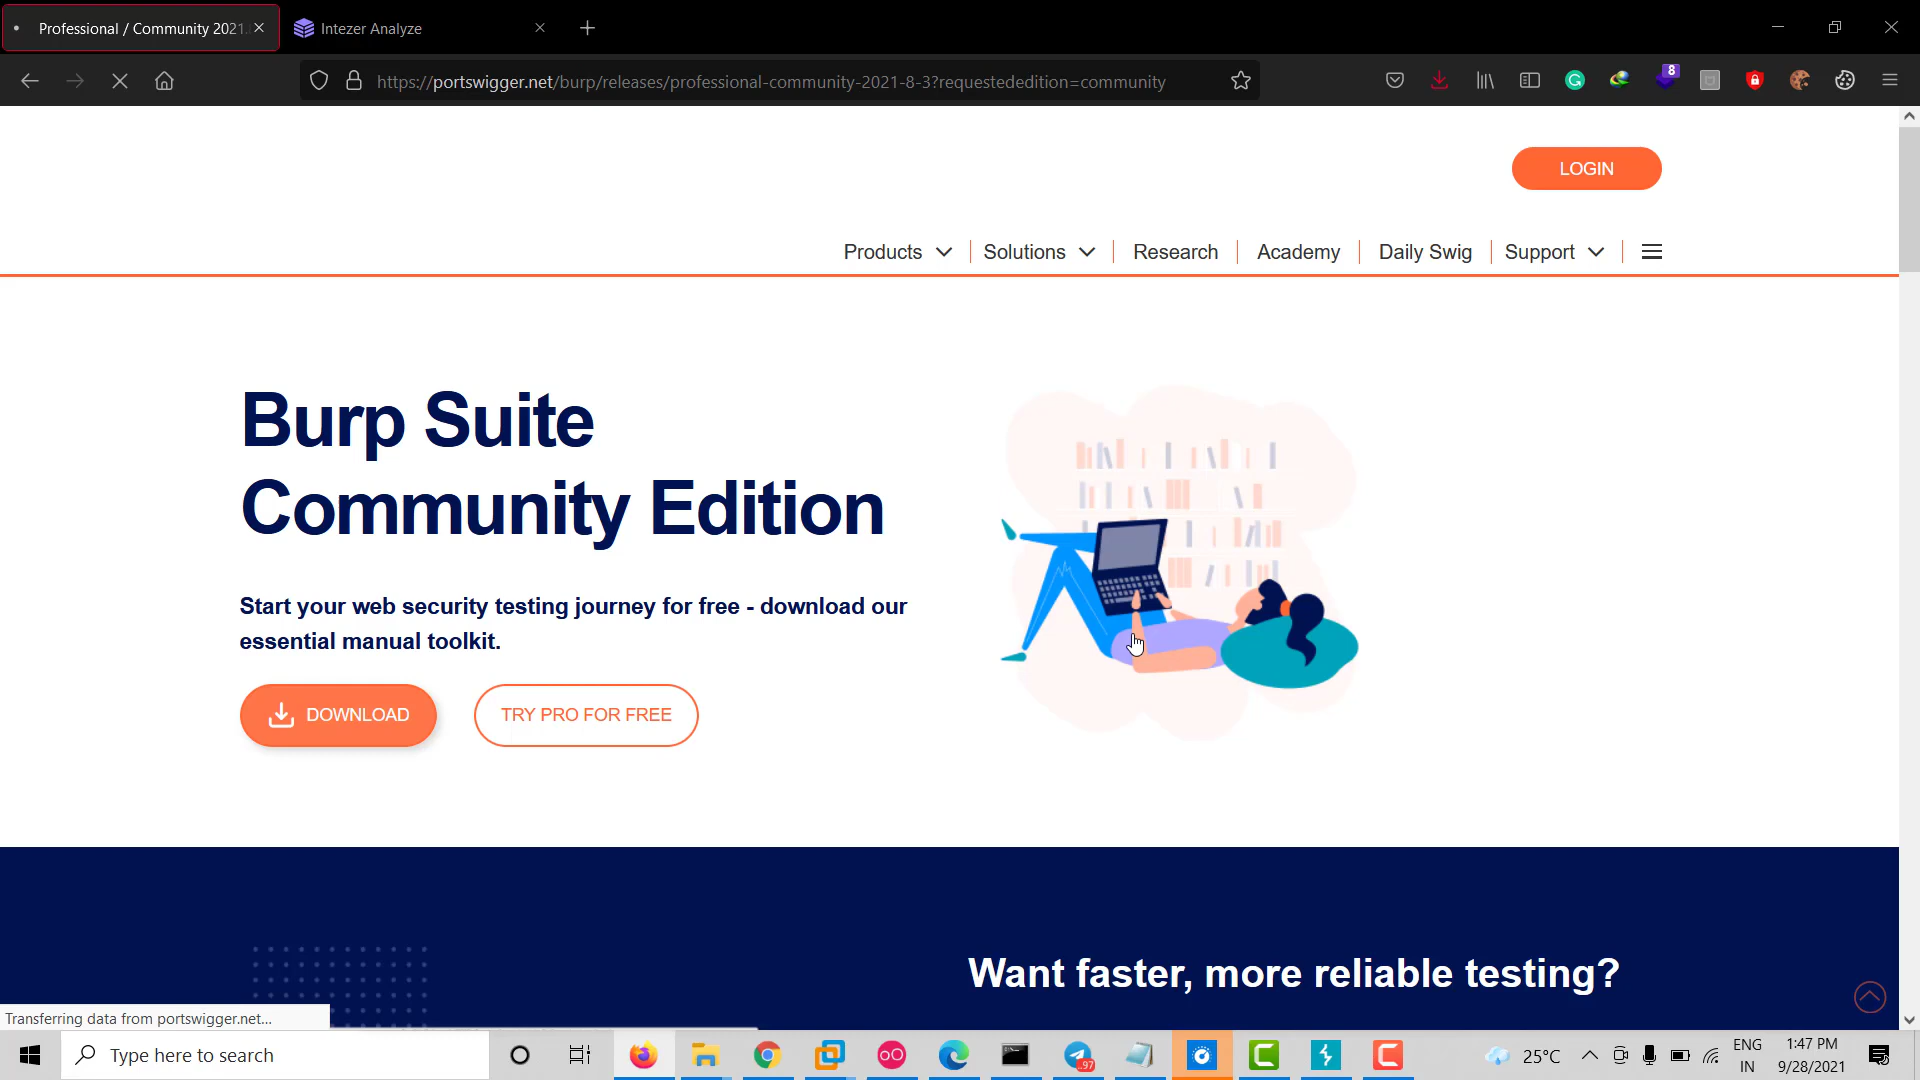 Professional / Community 2021.
Intezer Analyze
https://portswigger.net/burp/releases/professional-community-2021-8-3?requestededition=community
8
LOGIN
Products
Solutions
Research
Academy
Daily Swig
Support
Burp Suite
Community Edition
Start your web security testing journey for free - download our
essential manual toolkit.
DOWNLOAD
TRY PRO FOR FREE
Want faster, more reliable testing?
Transferring data from portswigger.net...
Type here to search
..97
25°C
ENG
IN
1:47 PM
9/28/2021